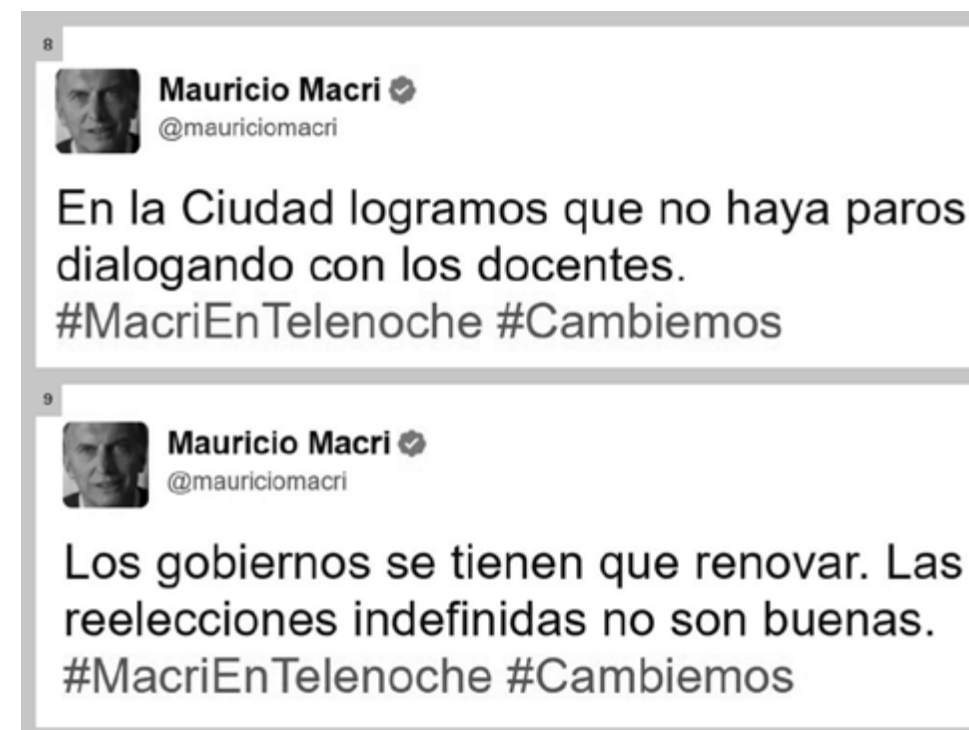 8
Mauricio Macri
@mauriciomacri
En la Ciudad logramos que no haya paros
dialogando con los docentes.
#MacriEnTelenoche #Cambiemos
9
Mauricio Macri
@mauriciomacri
Los gobiernos se tienen que renovar. Las
reelecciones indefinidas no son buenas.
#MacriEnTelenoche #Cambiemos